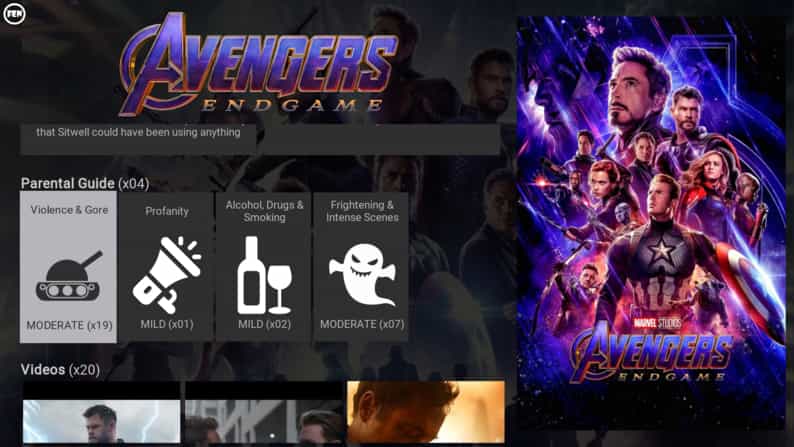 FEN
AVENGERS
ENDGAME
that Sitwell could have been using anything
Parental Guide (x04)
Violence & Gore
MODERATE (x19)
Profanity
MILD (x01)
Alcohol, Drugs &
Smoking
MILD (x02)
Frightening &
Intense Scenes
MODERATE (x07)
Videos (x20)
MARVEL STUDIOS
AVENGERS
ENDGAME